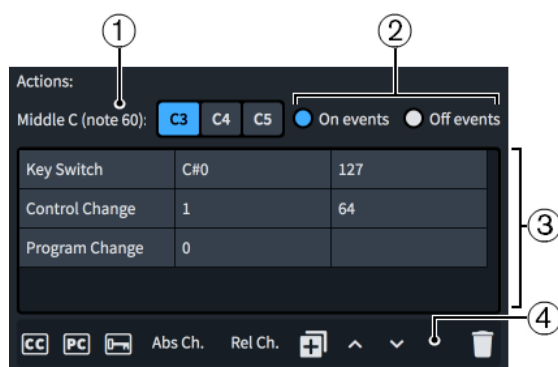 1 2
Actions:
Middle C (note 60): C3 C4 C5 On events Off events
Key Switch C#0 127
Control Change 1 64
Program Change 0
3
4
CC PC Abs Ch. Rel Ch.